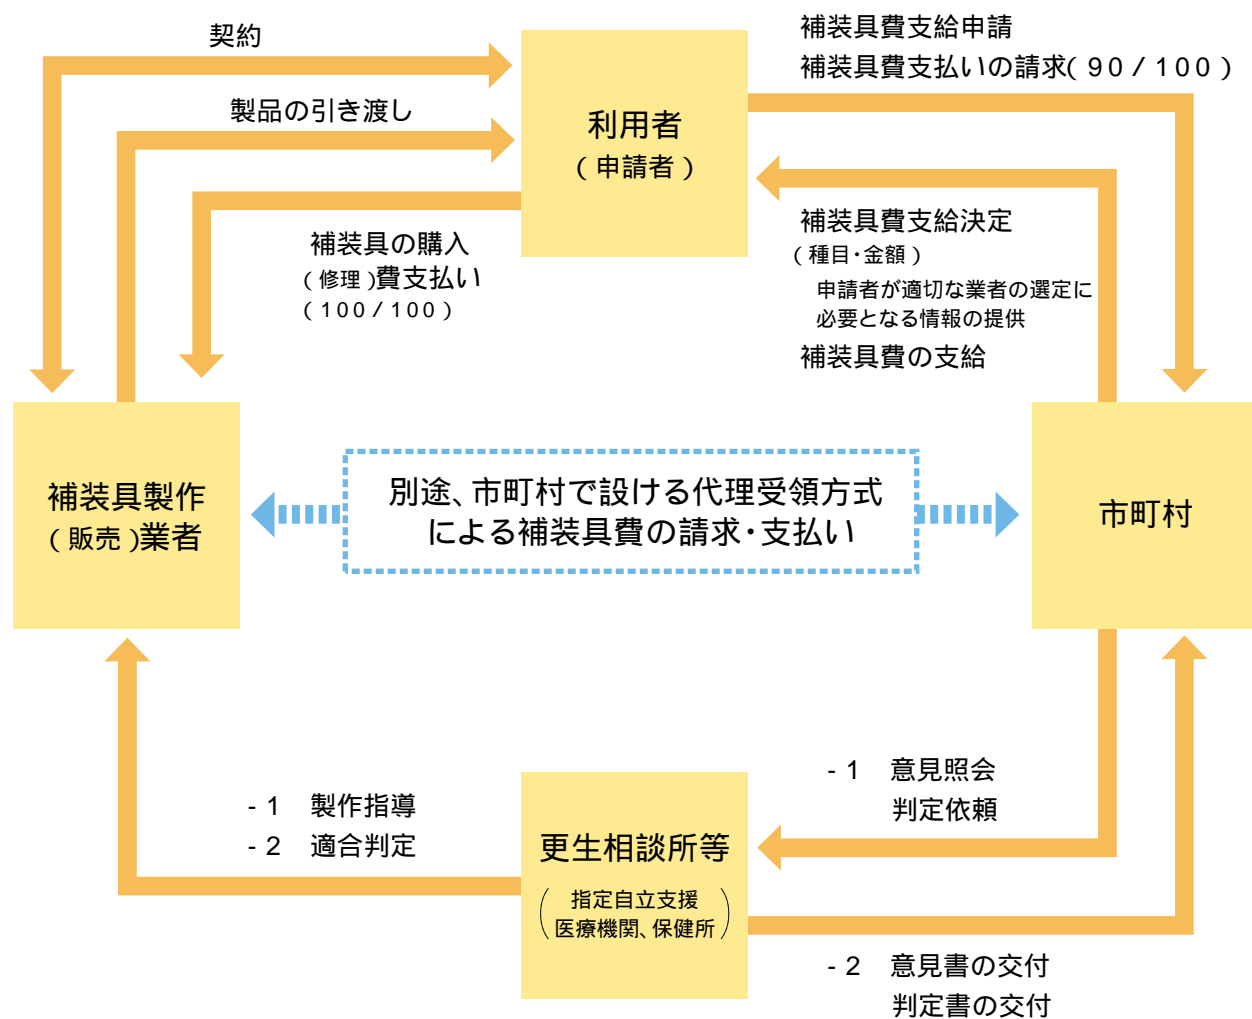 契約
製品の引き渡し
補装具の購入
(修理)費支払い
(100/100)
利用者
(申請者)
補装具費支給申請
補装具費支払いの請求(90/100)
補装具費支給決定
(種目・金額)
申請者が適切な業者の選定に
必要となる情報の提供
補装具費の支給
補装具製作
(販売)業者
別途、市町村で設ける代理受領方式
による補装具費の請求・支払い
市町村
-1 製作指導
-2 適合判定
更生相談所等
(指定自立支援
医療機関、保健所)
-1 意見照会
判定依頼
-2 意見書の交付
判定書の交付